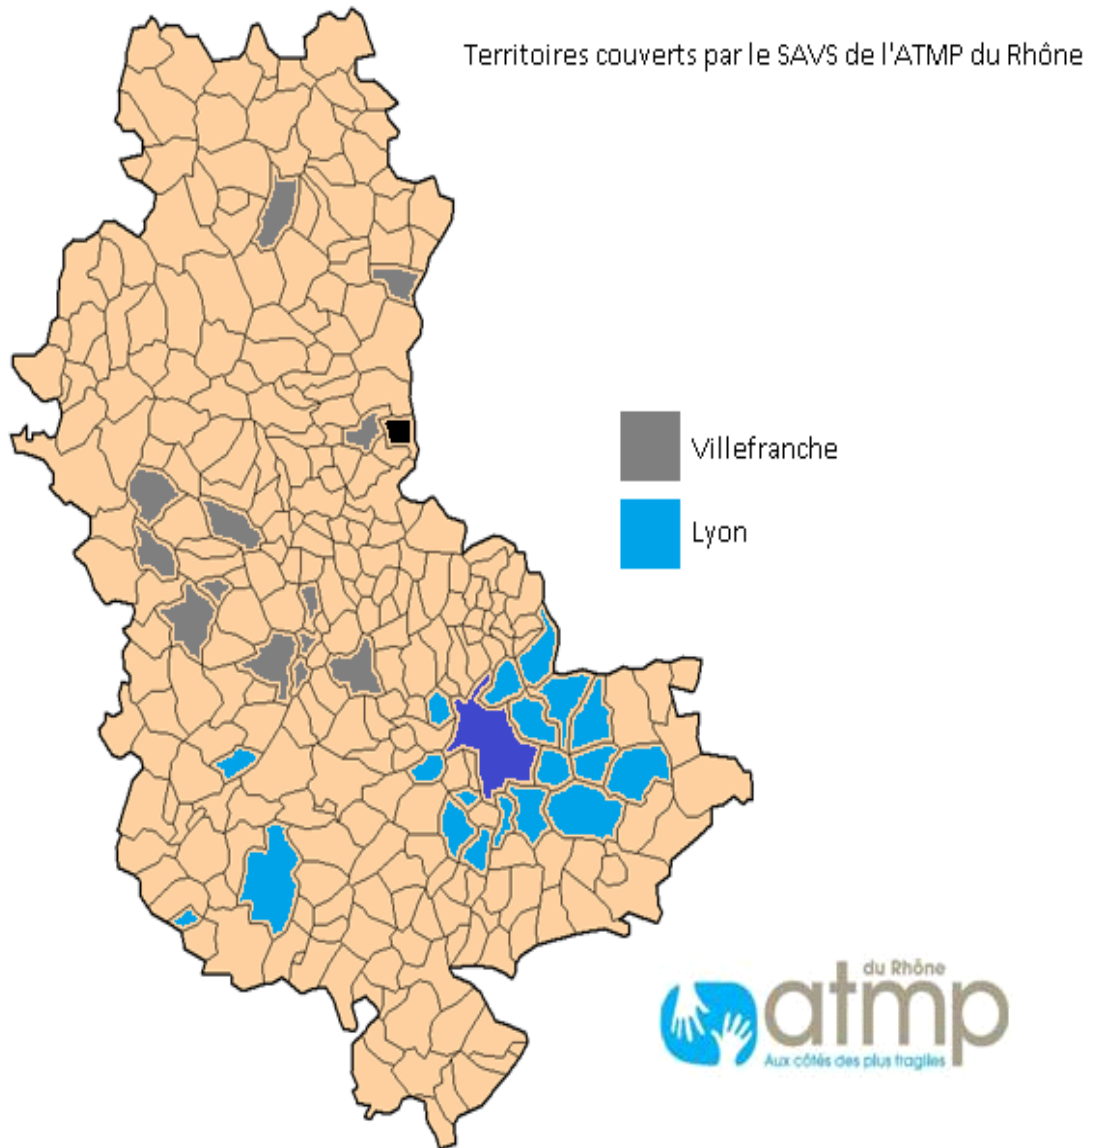 Territoires couverts par le SAVS de l'ATMP du Rhône
Villefranche
Lyon
du Rhône
atmp
Aux côtés des plus fragiles